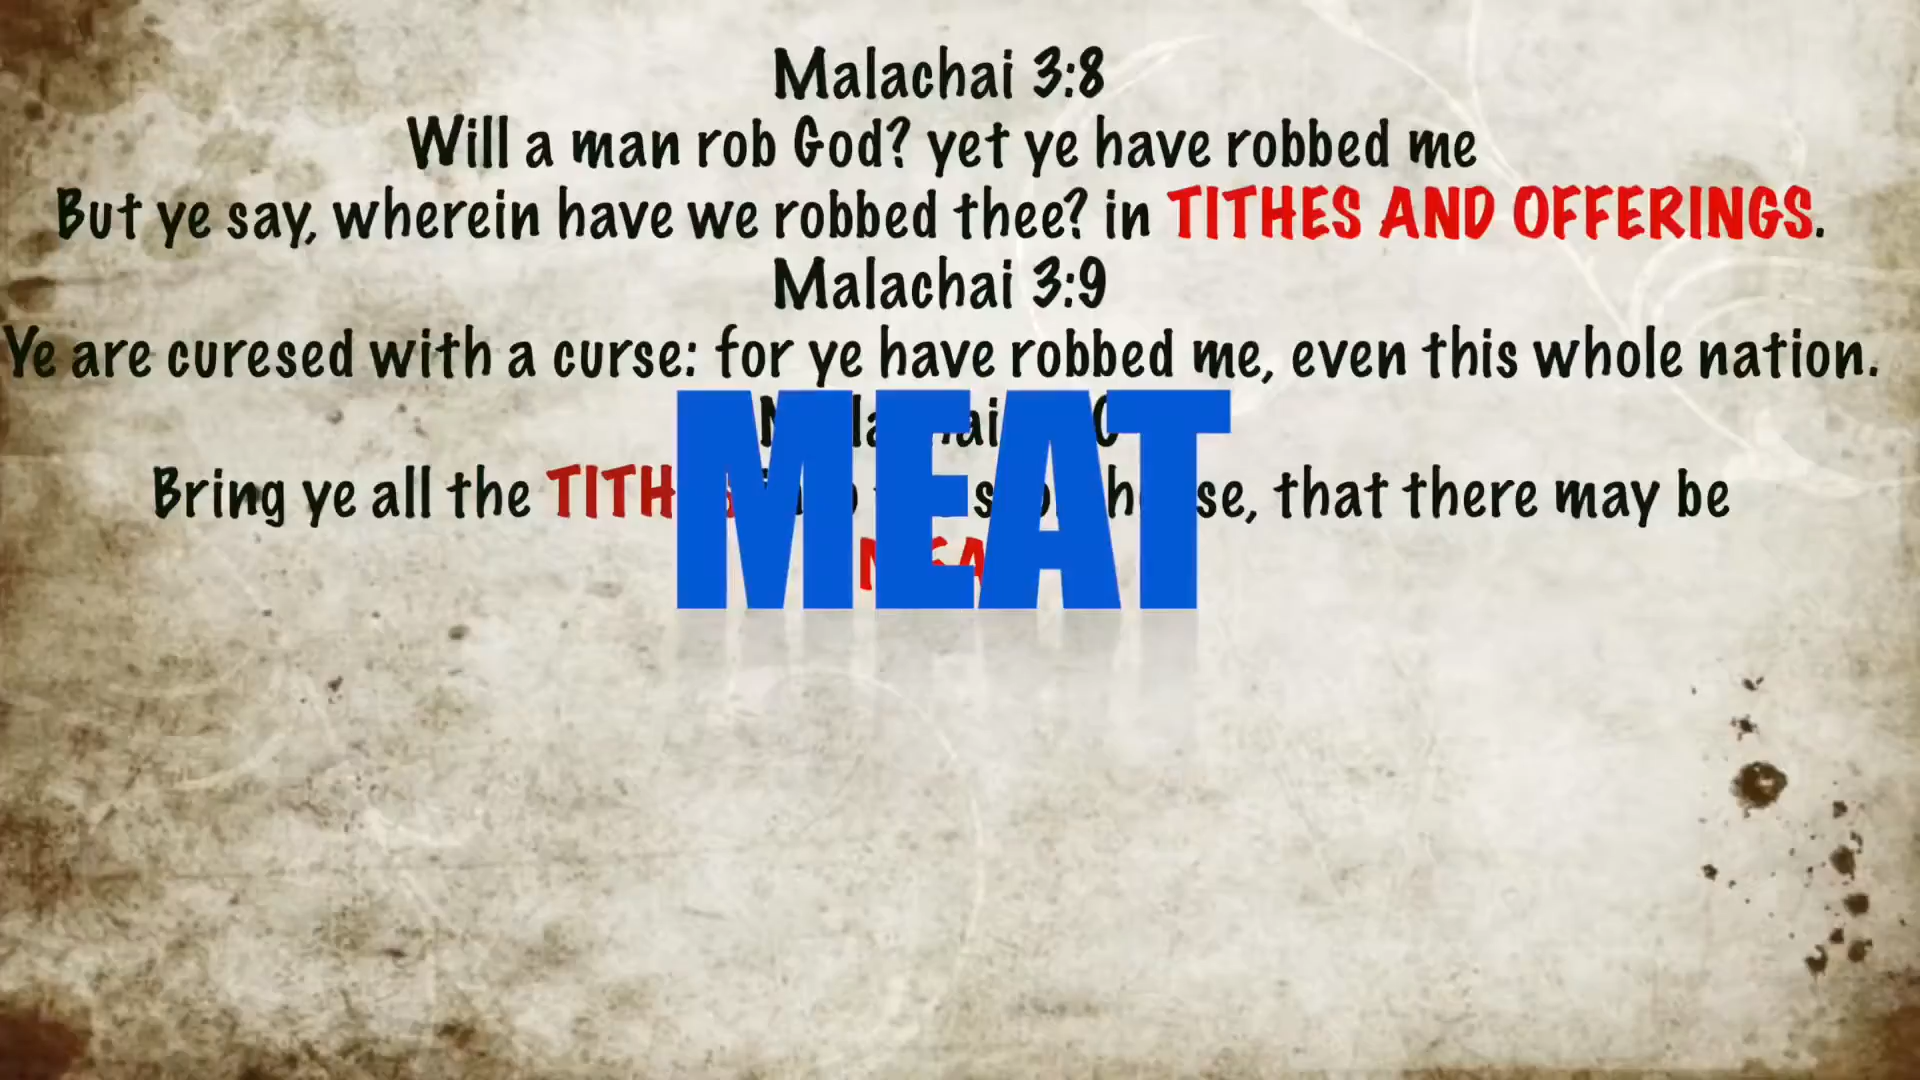 Malachai 3:8
Will a man rob God? yet ye have robbed me
But ye say, wherein have we robbed thee? in TITHES AND OFFERINGS.
Malachai 3:9
Ye are curesed with a curse: for ye have robbed me, even this whole nation.
Bring ye all the that there may be
MEAT